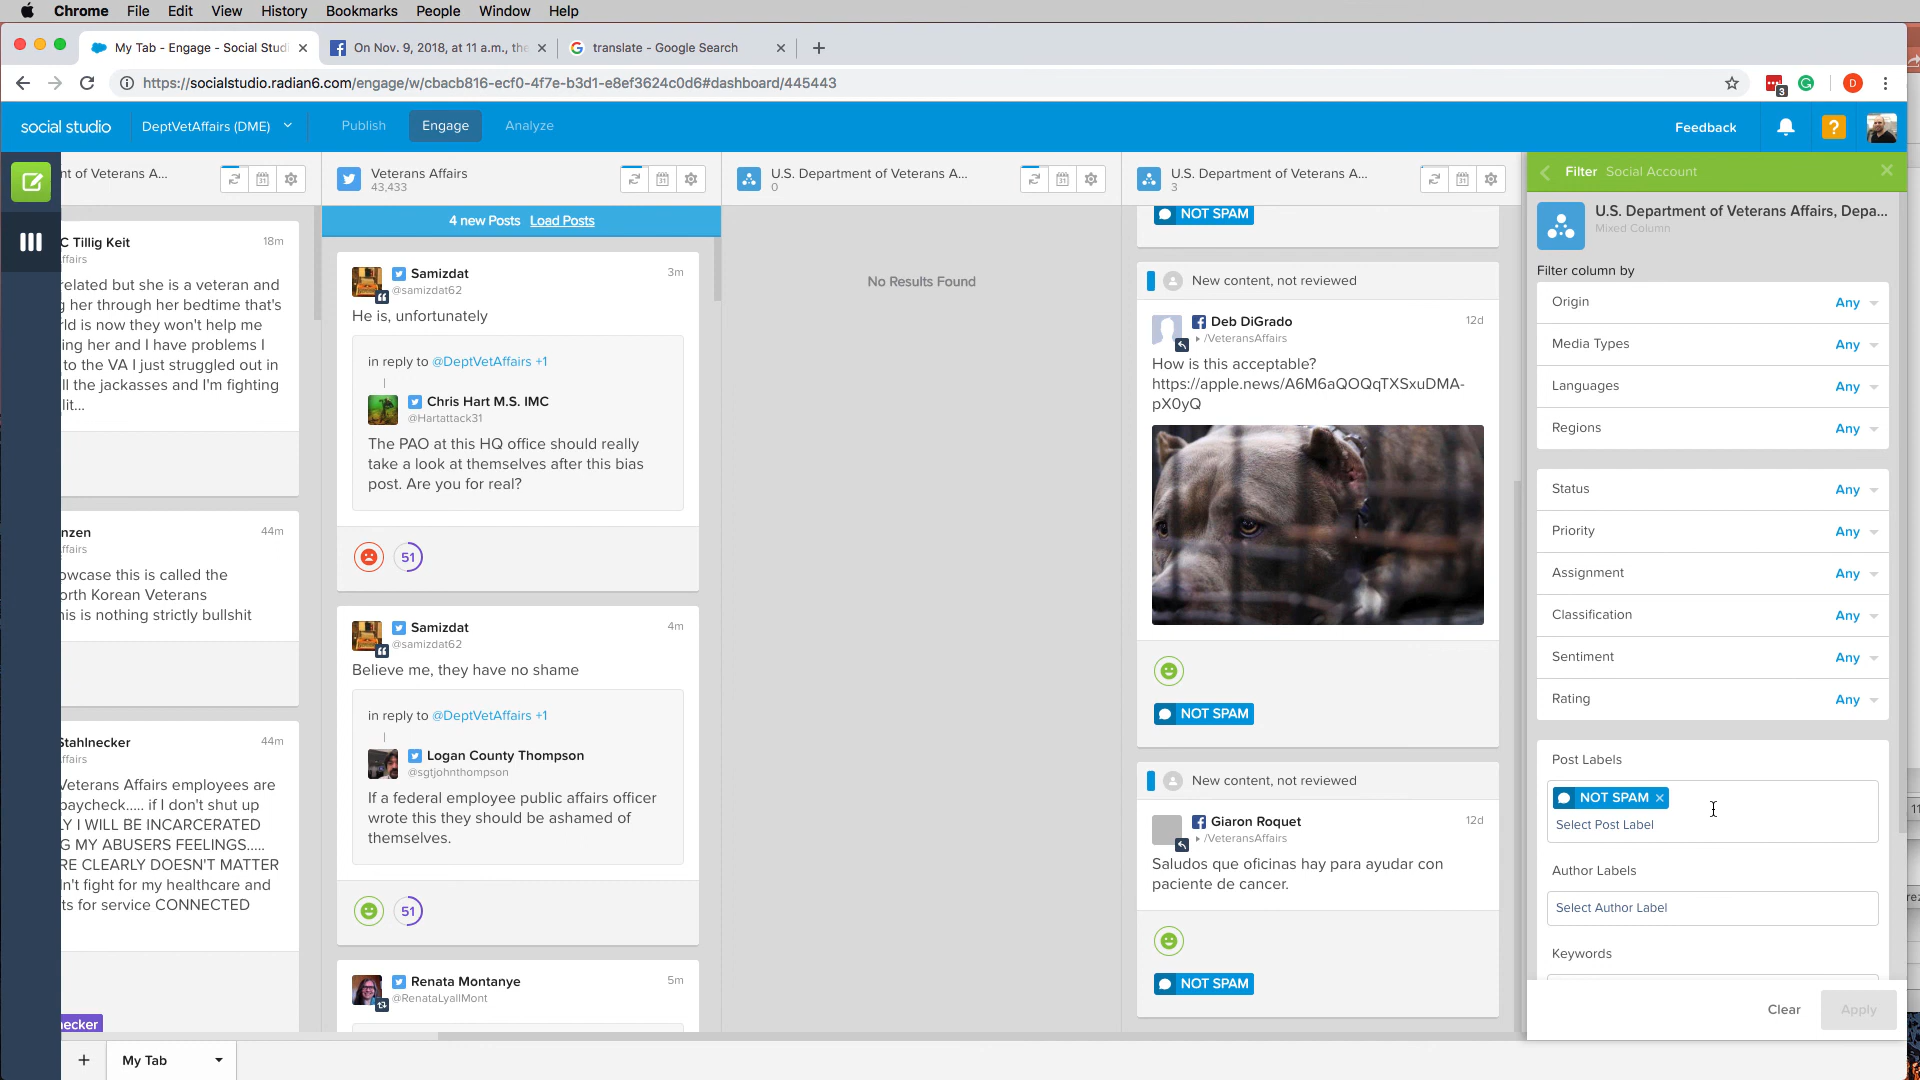 Chrome File Edit View History Bookmarks People Window Help
My Tab - Engage - Social Studi
On Nov. 9, 2018, at 11 a.m., the
translate - Google Search
https://socialstudio.radian6.com/engage/w/cbacb816-ecf0-4f7e-b3d1-e8ef3624c0d6#dashboard/445443
3
D
social studio
DeptVetAffairs (DME)
Publish
Engage
Analyze
Feedback
?
nt of Veterans A...
C Tillig Keit
18m
ffairs
related but she is a veteran and
g her through her bedtime that's
rld is now they won't help me
ing her and I have problems I
to the VA I just struggled out in
ll the jackasses and I'm fighting
lit...
nzen
44m
ffairs
owcase this is called the
orth Korean Veterans
his is nothing strictly bullshit
Stahlnecker
44m
ffairs
Veterans Affairs employees are
paycheck..... if I don't shut up
LY I WILL BE INCARCERATED
G MY ABUSERS FEELINGS.....
RE CLEARLY DOESN'T MATTER
n't fight for my healthcare and
ts for service CONNECTED
necker
Veterans Affairs
43,433
4 new Posts Load Posts
Samizdat
3m
@samizdat62
He is, unfortunately
in reply to @DeptVetAffairs +1
Chris Hart M.S. IMC
@Hartattack31
The PAO at this HQ office should really
take a look at themselves after this bias
post. Are you for real?
51
Samizdat
4m
@samizdat62
Believe me, they have no shame
in reply to @DeptVetAffairs +1
Logan County Thompson
@sgtjohnthompson
If a federal employee public affairs officer
wrote this they should be ashamed of
themselves.
51
Renata Montanye
5m
@RenataLyallMont
U.S. Department of Veterans A...
0
No Results Found
U.S. Department of Veterans A...
3
NOT SPAM
New content, not reviewed
Deb DiGrado
12d
/VeteransAffairs
How is this acceptable?
https://apple.news/A6M6aQOQqTXSxuDMA-
pX0yQ
NOT SPAM
New content, not reviewed
Giaron Roquet
12d
/VeteransAffairs
Saludos que oficinas hay para ayudar con
paciente de cancer.
NOT SPAM
Filter Social Account
U.S. Department of Veterans Affairs, Depa...
Mixed Column
Filter column by
Origin Any
Media Types Any
Languages Any
Regions Any
Status Any
Priority Any
Assignment Any
Classification Any
Sentiment Any
Rating Any
Post Labels
NOT SPAM
Select Post Label
Author Labels
Select Author Label
Keywords
Clear
Apply
My Tab